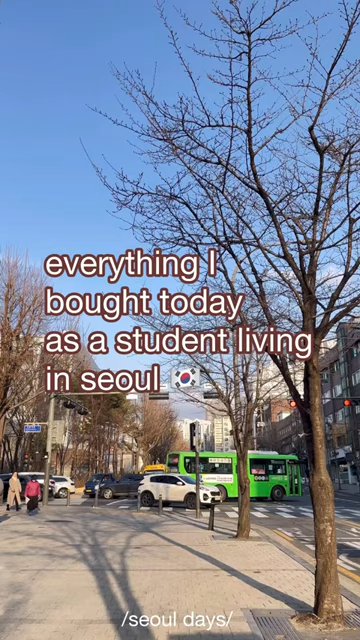 everything I
bought today
as a student living
in seoul 🇰🇷
/seoul days/